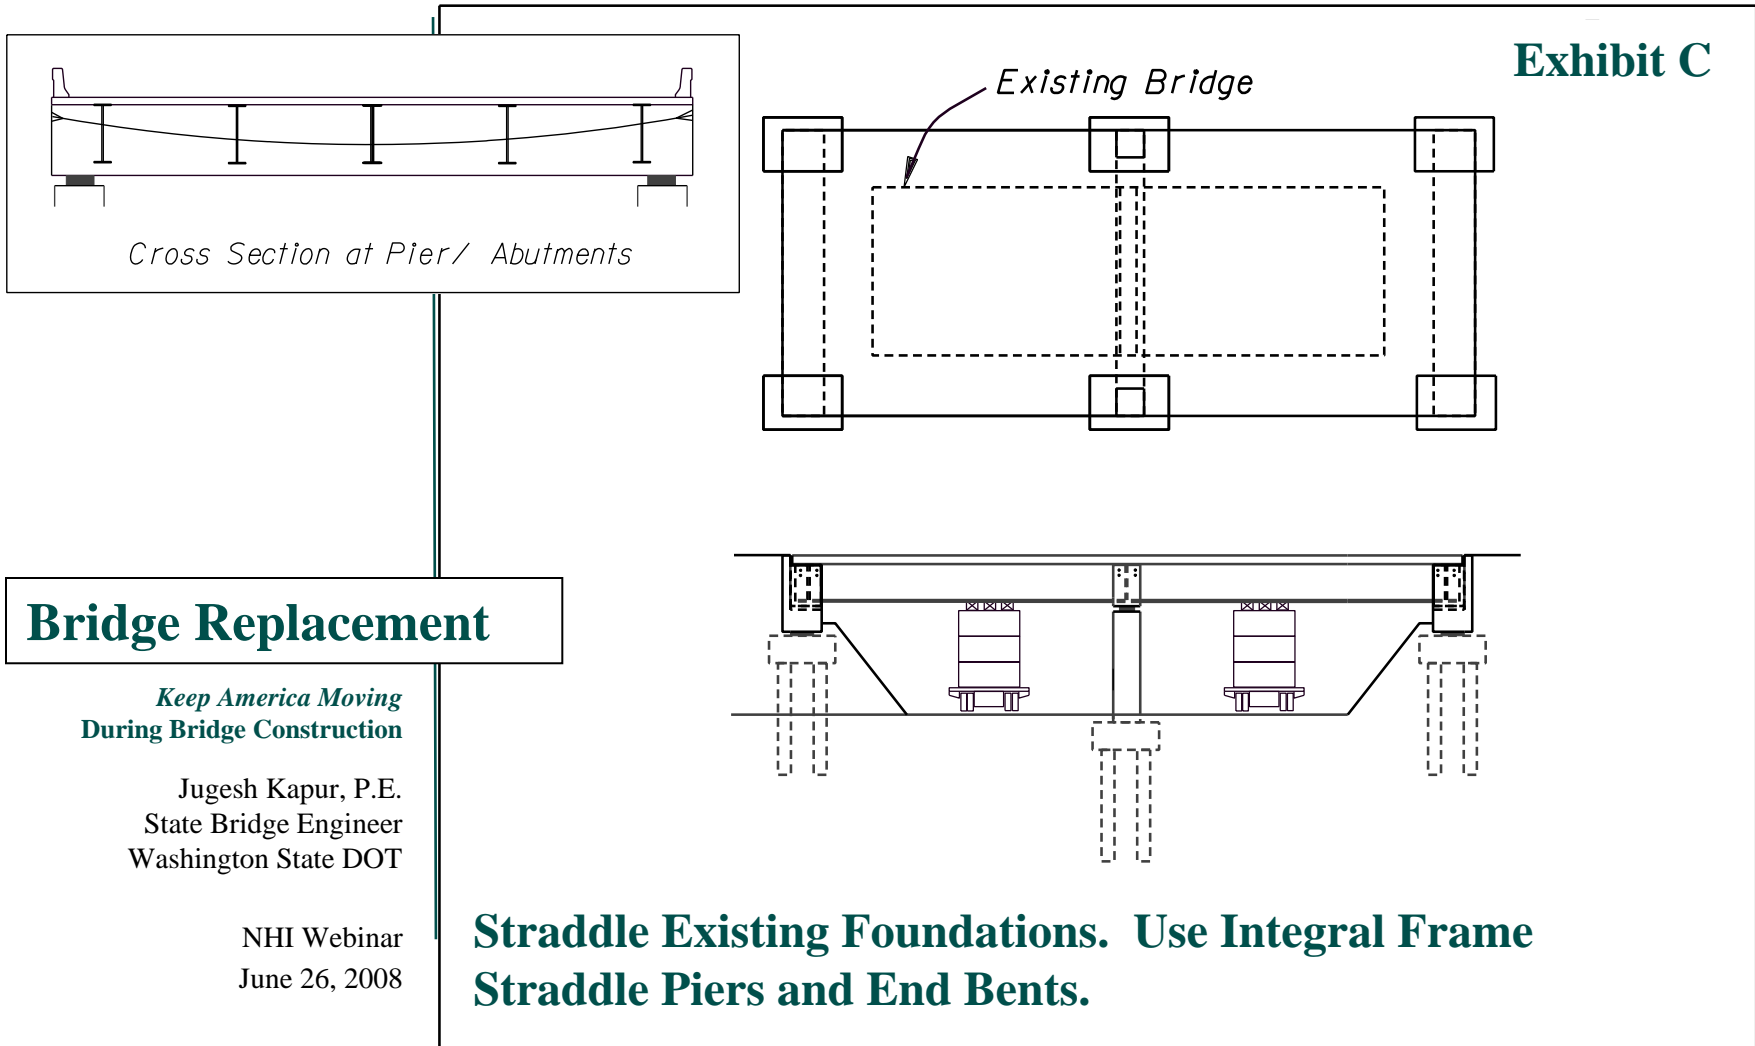 Exhibit C
Existing Bridge
Cross Section at Pier/ Abutments
Bridge Replacement
Keep America Moving
During Bridge Construction
Jugesh Kapur, P.E.
State Bridge Engineer
Washington State DOT
NHI Webinar
June 26, 2008
Straddle Existing Foundations. Use Integral Frame
Straddle Piers and End Bents.